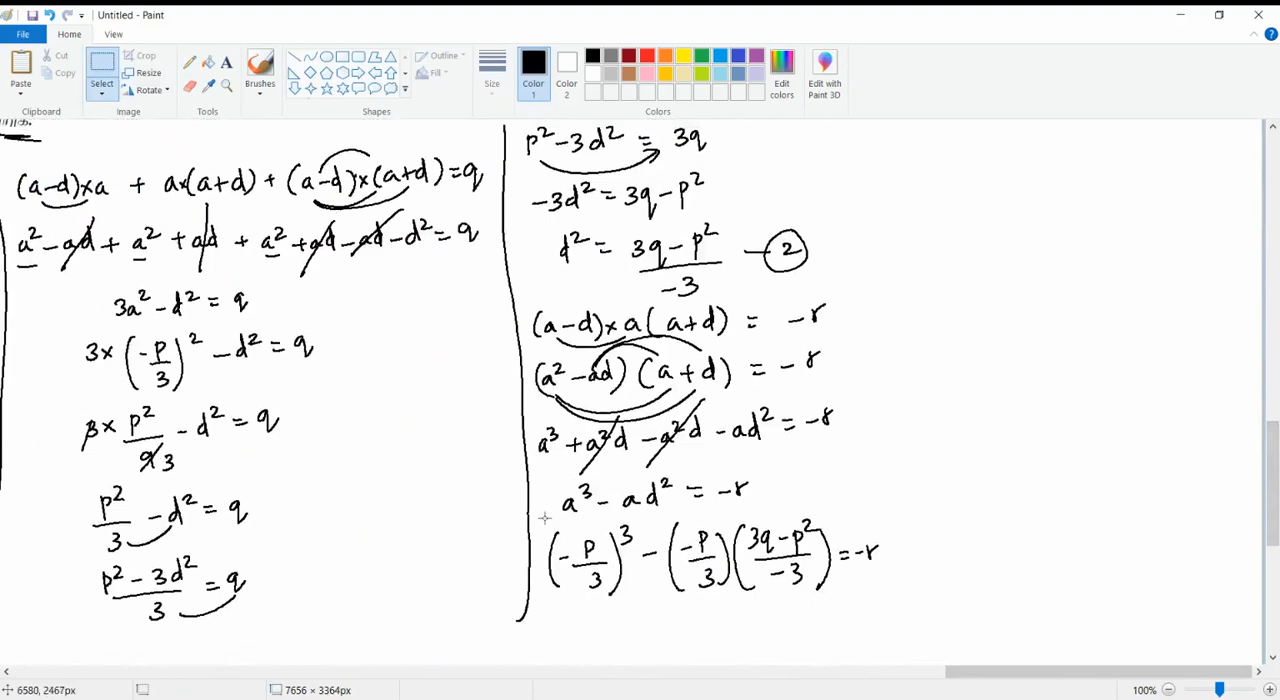 Untitled - Paint
File Home View
Paste
Cut
Copy
Clipboard
Select
Crop
Resize
Rotate
Image
Tools
Brushes
Outline
Fill
Shapes
Size
Color 1
Color 2
Edit colors
Edit with Paint 3D
Colors
(a-d)×a + a×(a+d) + (a-d)×(a+d) = q
a² - ad + a² + ad + a² + ad - ad - d² = q
3a² - d² = q
3×(-p/3)² - d² = q
3 × p²/9 3 - d² = q
p²/3 - d² = q
p² - 3d²/3 = q
p² - 3d² = 3q
-3d² = 3q - p²
d² = 3q - p²/-3 — 2
(a-d)×a(a+d) = -r
(a² - ad)(a+d) = -r
a³ + a²d - a²d - ad² = -r
a³ - ad² = -r
(-p/3)³ - (-p/3)(3q-p²/-3) = -r
6580, 2467px
7656 × 3364px
100%